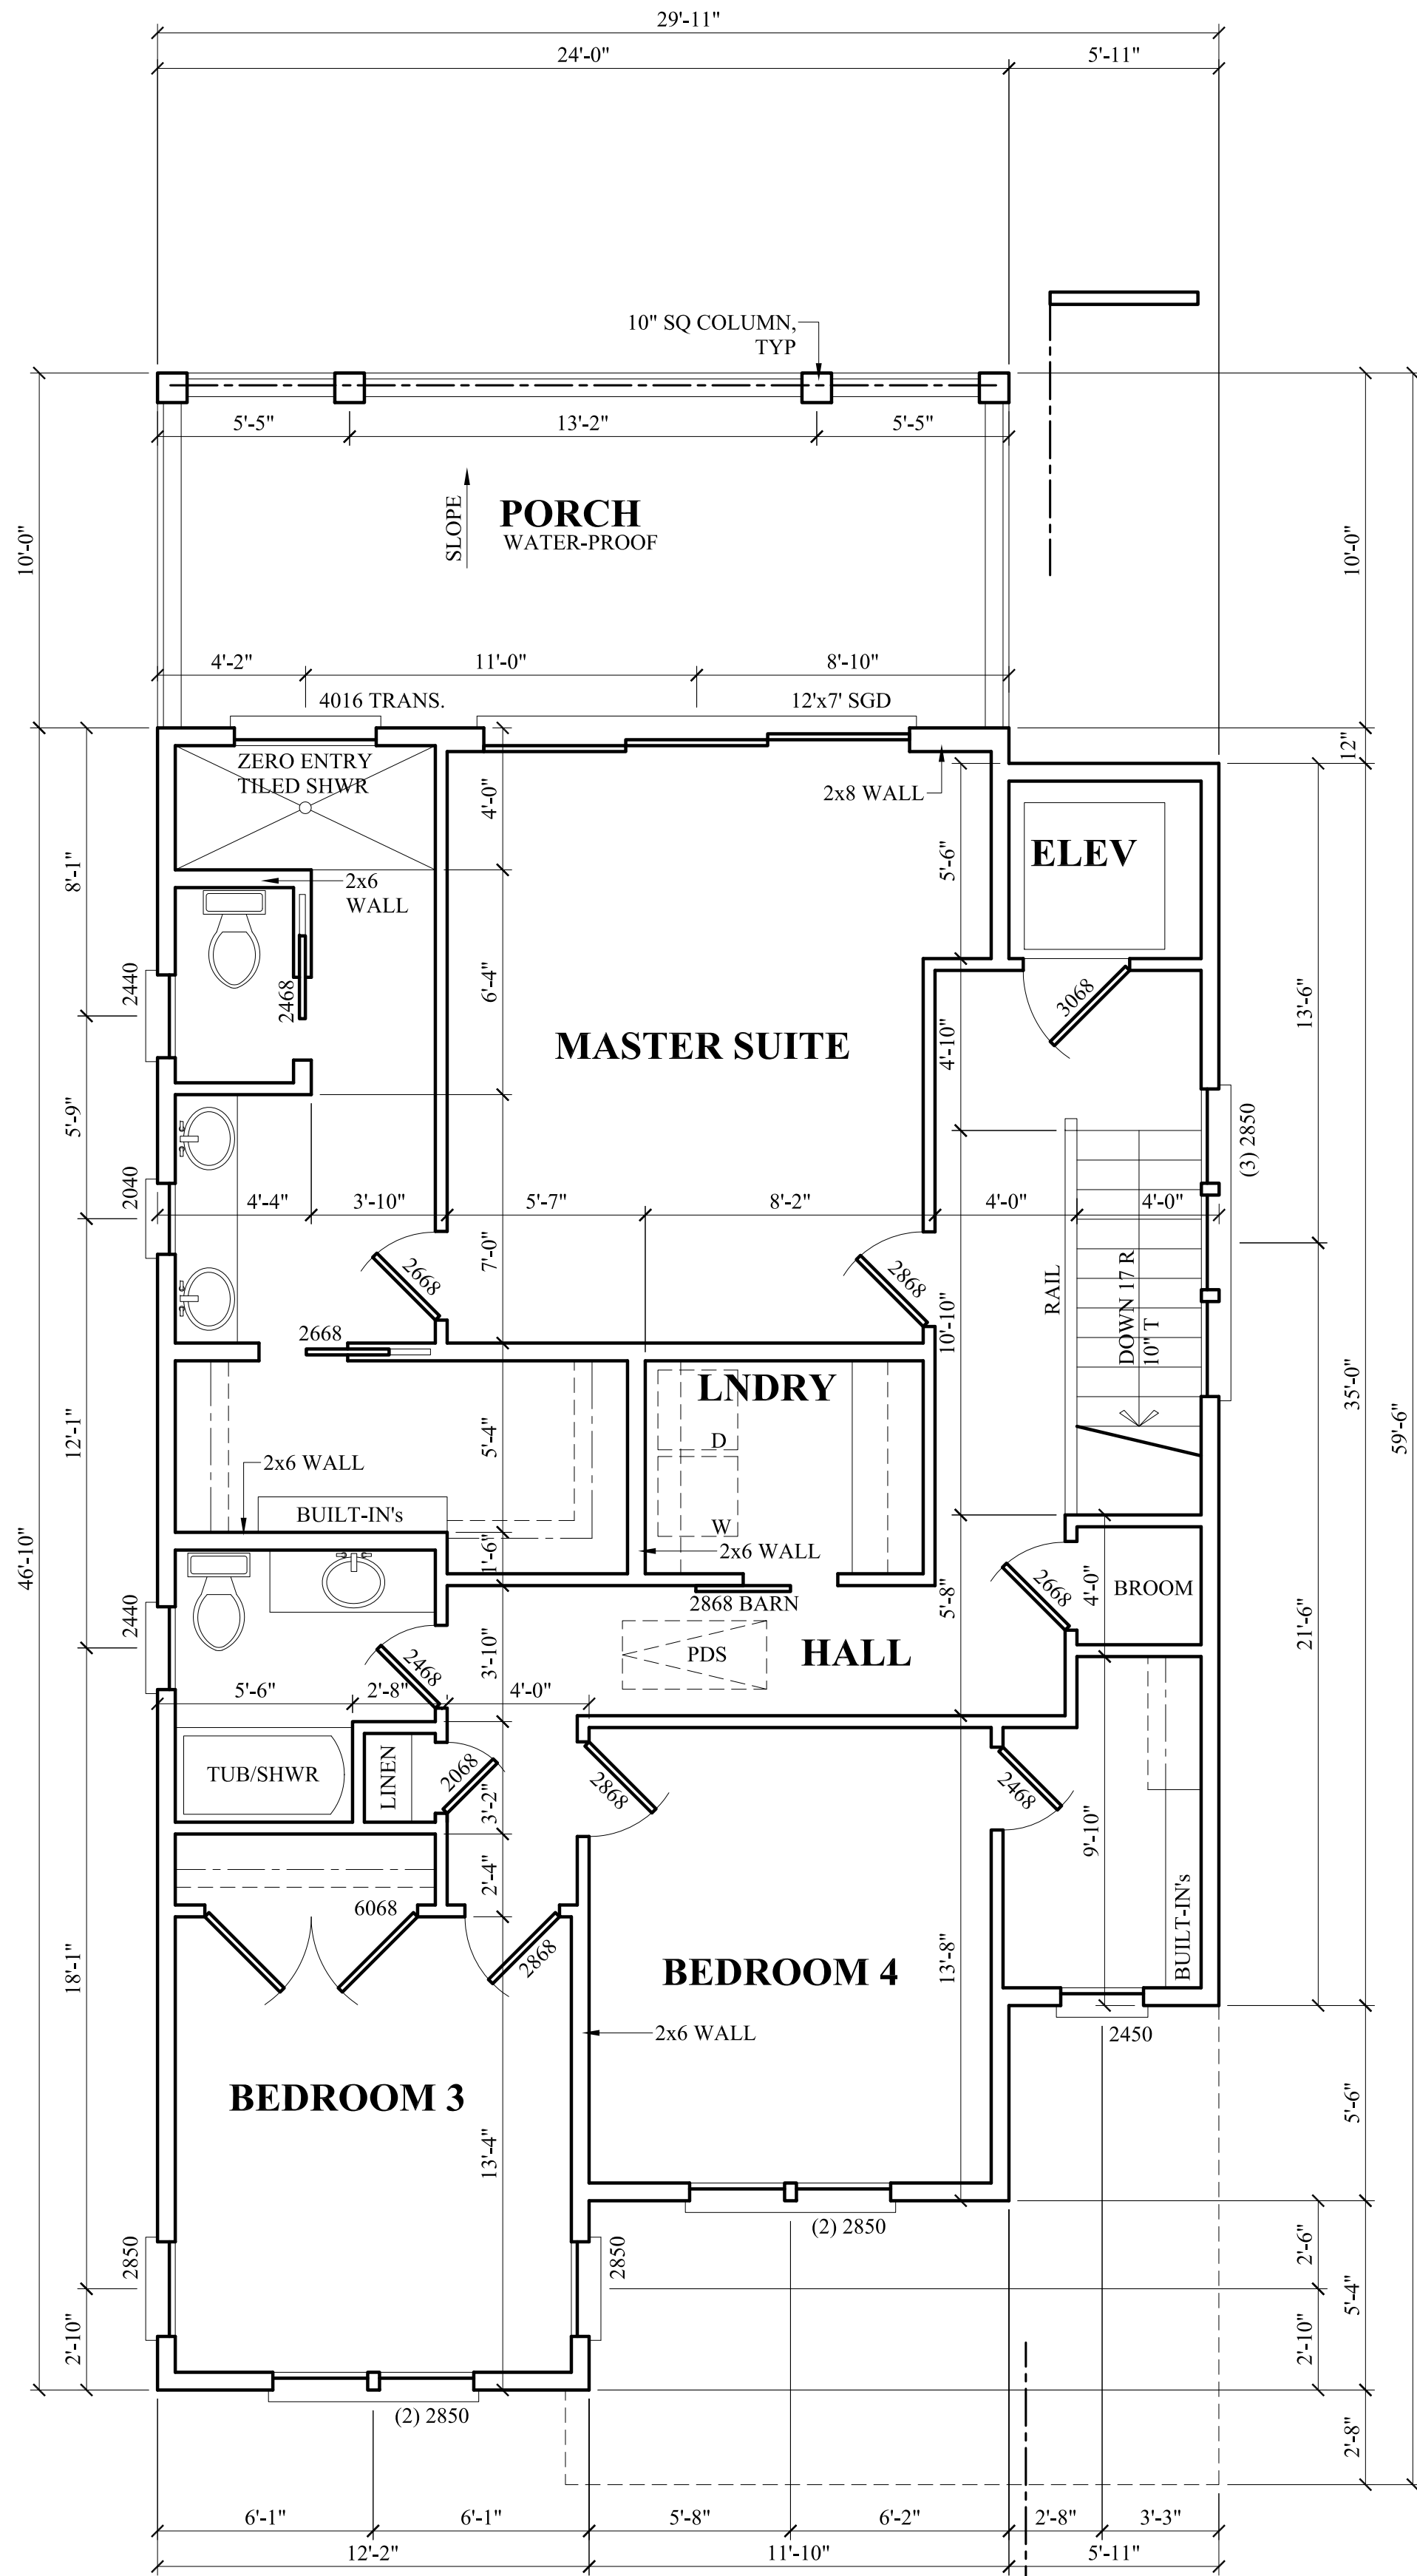 29'-11"
24'-0"
5'-11"
10" SQ COLUMN,
TYP
5'-5"
13'-2"
5'-5"
SLOPE
PORCH
WATER-PROOF
10'-0"
10'-0"
4'-2"
11'-0"
8'-10"
4016 TRANS.
12'x7' SGD
12"
ZERO ENTRY
TILED SHWR
4'-0"
2x8 WALL
ELEV
5'-6"
8'-1"
2x6
WALL
2440
2468
6'-4"
3068
13'-6"
MASTER SUITE
4'-10"
5'-9"
(3) 2850
2040
4'-4"
3'-10"
5'-7"
8'-2"
4'-0"
4'-0"
7'-0"
2668
2868
RAIL
DOWN 17 R
10" T
10'-10"
2668
LNDRY
35'-0"
59'-6"
12'-1"
5'-4"
D
2x6 WALL
BUILT-IN's
W
2x6 WALL
1'-6"
46'-10"
2440
2868 BARN
5'-8"
2668
4'-0"
BROOM
21'-6"
2468
3'-10"
PDS
HALL
5'-6"
2'-8"
4'-0"
TUB/SHWR
LINEN
2068
3'-2"
2868
2468
9'-10"
2'-4"
6068
2868
18'-1"
BEDROOM 4
13'-8"
BUILT-IN's
2x6 WALL
2450
BEDROOM 3
5'-6"
13'-4"
2850
2850
(2) 2850
2'-6"
5'-4"
2'-10"
2'-10"
(2) 2850
2'-8"
6'-1"
6'-1"
5'-8"
6'-2"
2'-8"
3'-3"
12'-2"
11'-10"
5'-11"